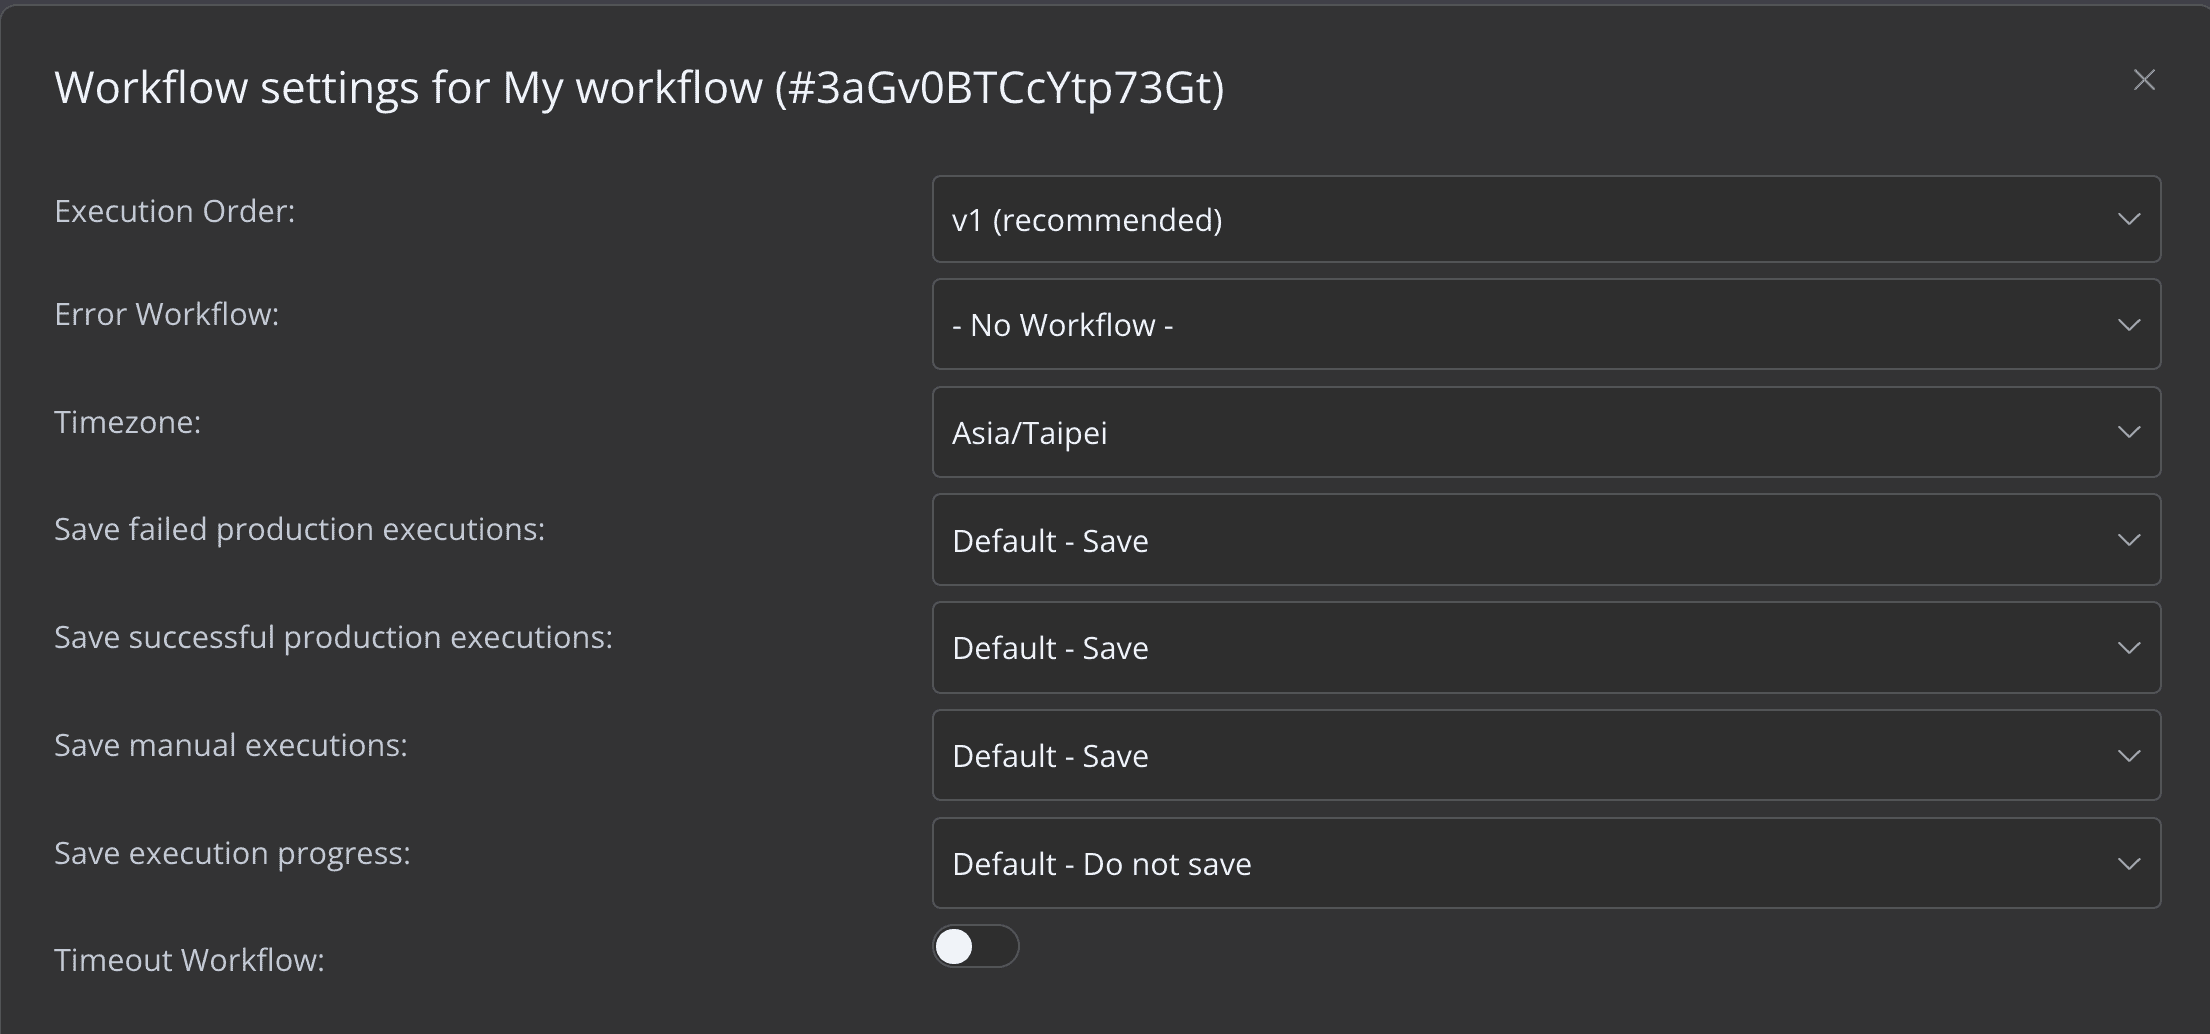 Workflow settings for My workflow (#3aGv0BTCcYtp73Gt)
Execution Order:
v1 (recommended)
Error Workflow:
- No Workflow -
Timezone:
Asia/Taipei
Save failed production executions:
Default - Save
Save successful production executions:
Default - Save
Save manual executions:
Default - Save
Save execution progress:
Default - Do not save
Timeout Workflow: